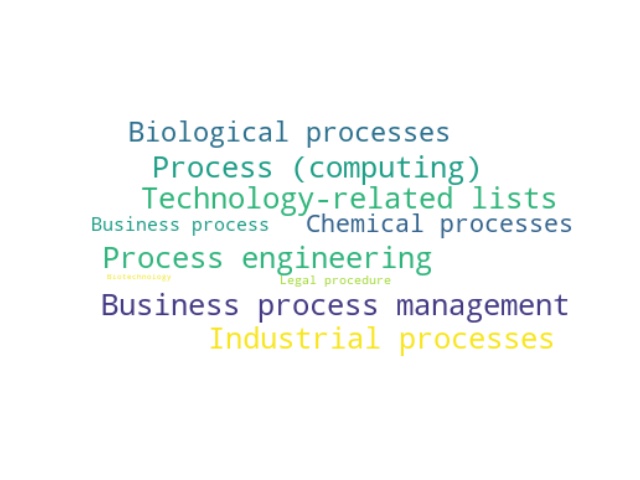 Biological processes
Process (computing)
Technology-related lists
Business process
Chemical processes
Process engineering
Biotechnology
Legal procedure
Business process management
Industrial processes